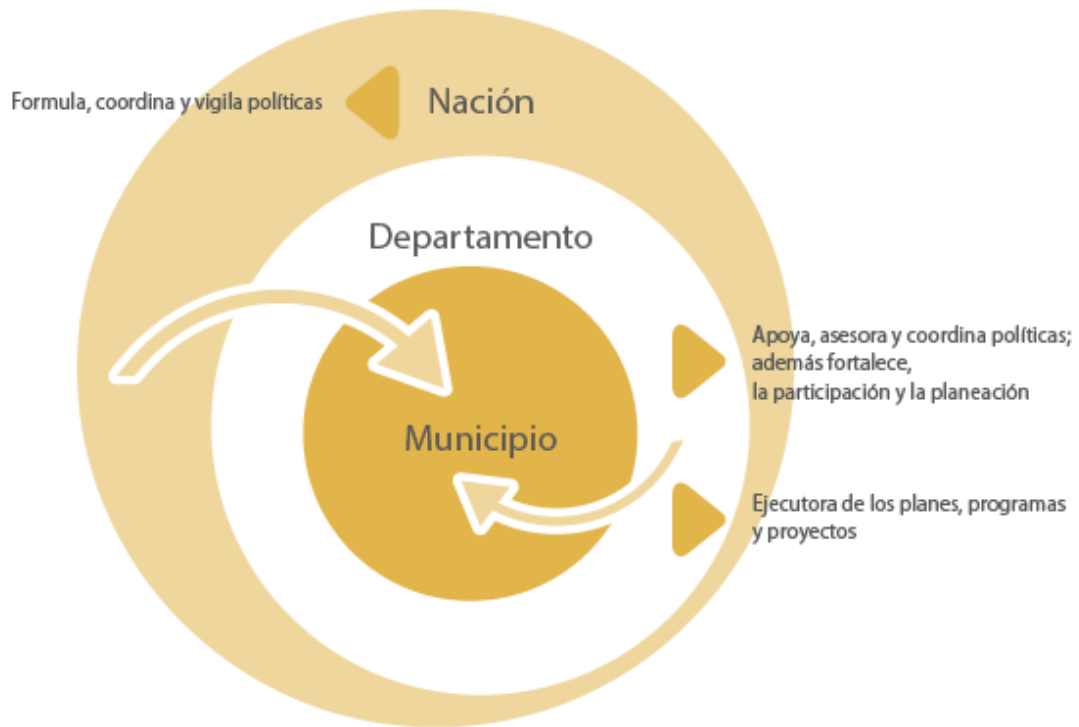 Formula, coordina y vigila políticas
Nación
Departamento
Apoya, asesora y coordina políticas;
además fortalece,
la participación y la planeación
Municipio
Ejecutora de los planes, programas
y proyectos